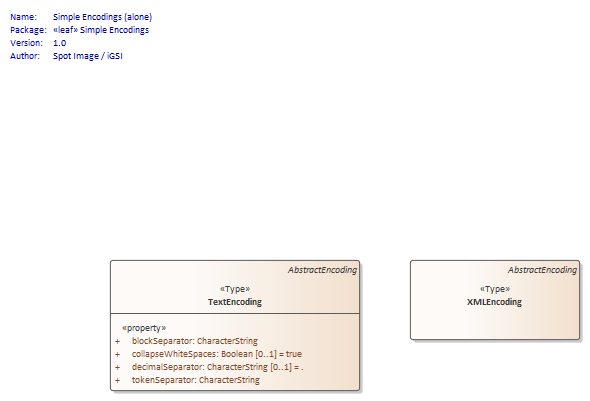 Name: Simple Encodings (alone)
Package: «leaf» Simple Encodings
Version: 1.0
Author: Spot Image / iGSI
AbstractEncoding
«Type»
TextEncoding
«property»
+ blockSeparator: CharacterString
+ collapseWhiteSpaces: Boolean [0..1] = true
+ decimalSeparator: CharacterString [0..1] = .
+ tokenSeparator: CharacterString
AbstractEncoding
«Type»
XMLEncoding